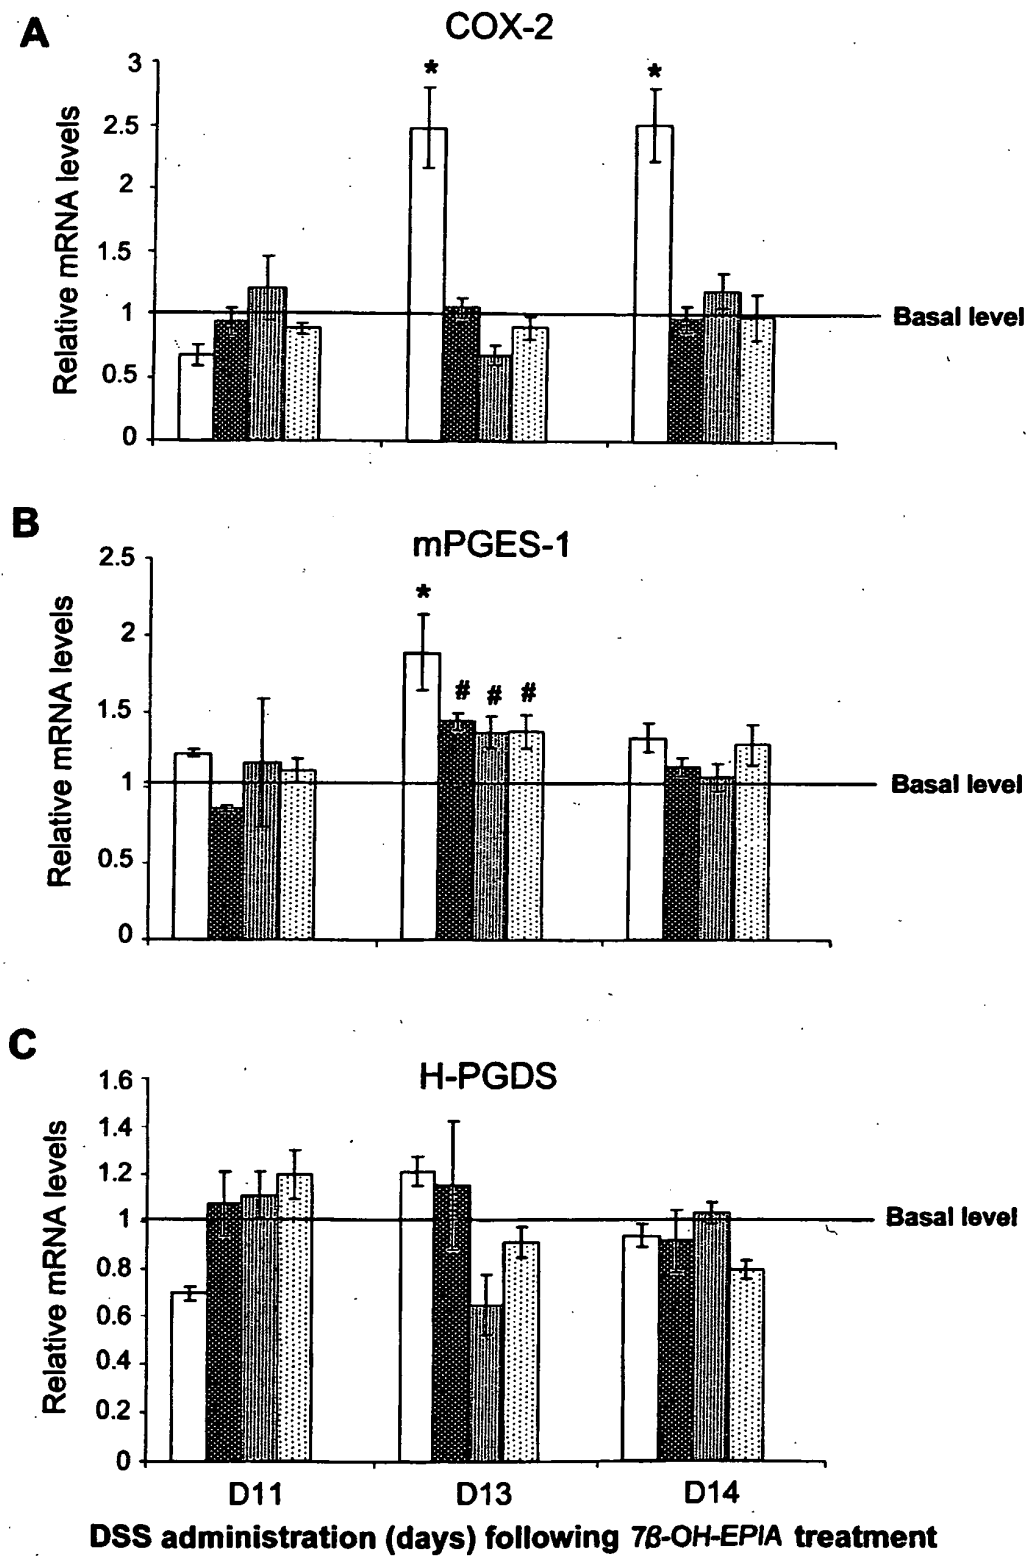 A
COX-2
Relative mRNA levels
3
2.5
2
1.5
1
0.5
0
*
*
Basal level
B
mPGES-1
Relative mRNA levels
2.5
2
1.5
1
0.5
0
*
# # #
Basal level
C
H-PGDS
Relative mRNA levels
1.6
1.4
1.2
1
0.8
0.6
0.4
0.2
0
Basal level
D11 D13 D14
DSS administration (days) following 7ß-OH-EPIA treatment